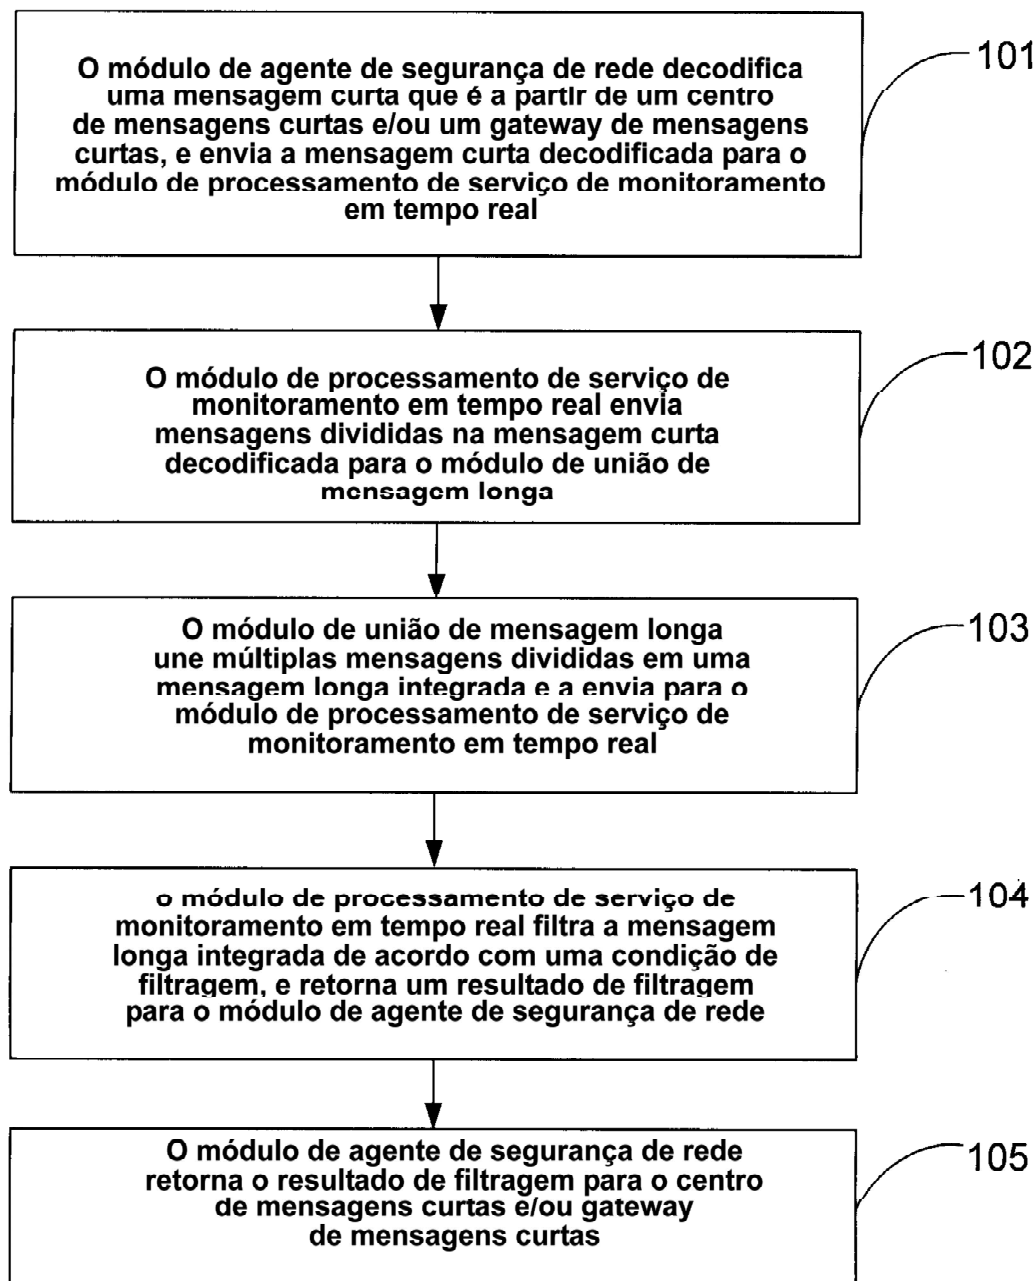 O módulo de agente de segurança de rede decodifica
uma mensagem curta que é a partir de um centro
de mensagens curtas e/ou um gateway de mensagens
curtas, e envia a mensagem curta decodificada para o
módulo de processamento de serviço de monitoramento
em tempo real
101
O módulo de processamento de serviço de
monitoramento em tempo real envia
mensagens divididas na mensagem curta
decodificada para o módulo de união de
mensagem longa
102
O módulo de união de mensagem longa
une múltiplas mensagens divididas em uma
mensagem longa integrada e a envia para o
módulo de processamento de serviço de
monitoramento em tempo real
103
o módulo de processamento de serviço de
monitoramento em tempo real filtra a mensagem
longa integrada de acordo com uma condição de
filtragem, e retorna um resultado de filtragem
para o módulo de agente de segurança de rede
104
O módulo de agente de segurança de rede
retorna o resultado de filtragem para o centro
de mensagens curtas e/ou gateway
de mensagens curtas
105